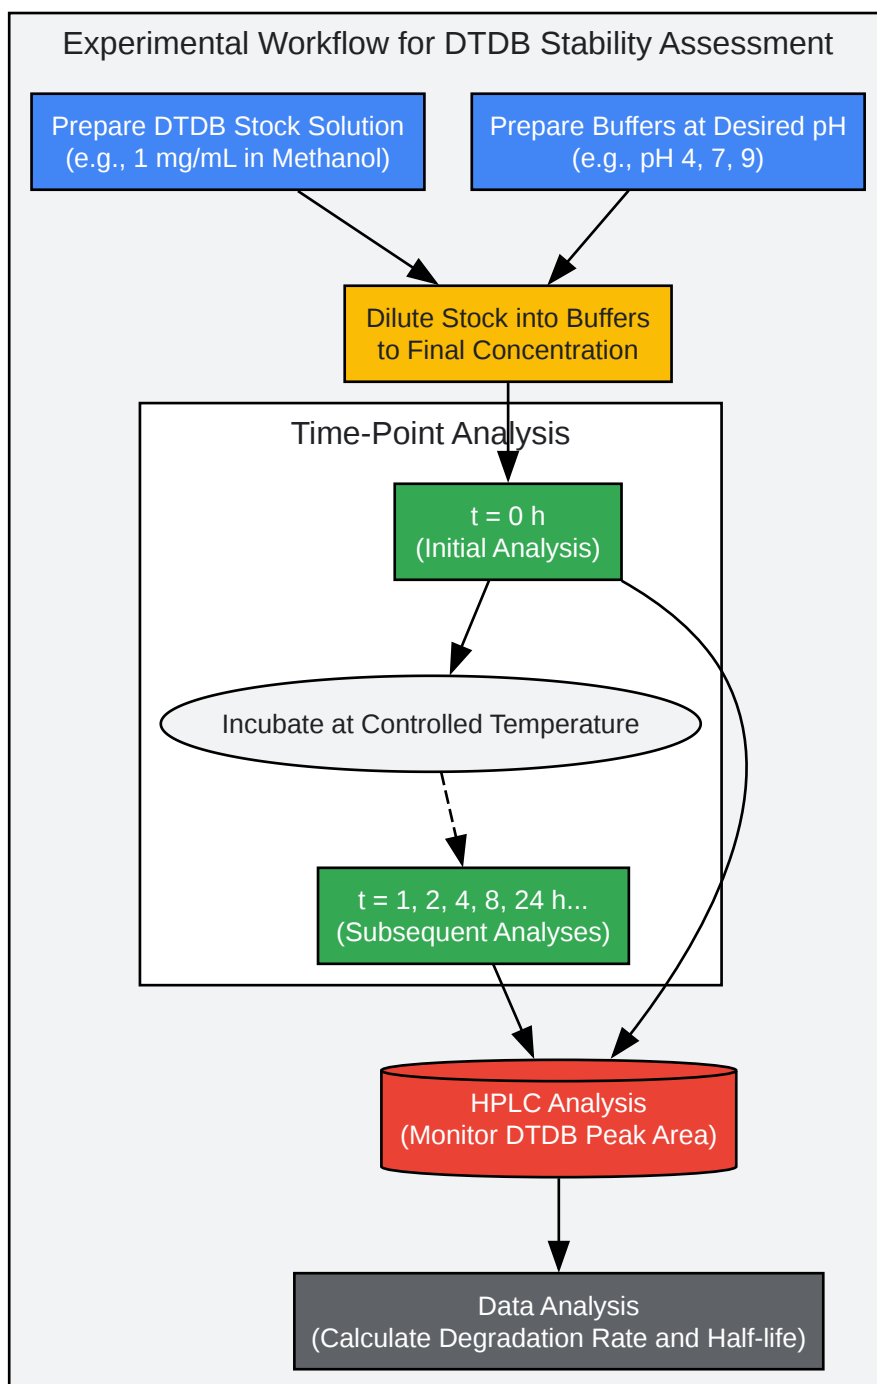 Experimental Workflow for DTDB Stability Assessment
Prepare DTDB Stock Solution
(e.g., 1 mg/mL in Methanol)
Prepare Buffers at Desired pH
(e.g., pH 4, 7, 9)
Dilute Stock into Buffers
to Final Concentration
Time-Point Analysis
t = 0 h
(Initial Analysis)
Incubate at Controlled Temperature
t = 1, 2, 4, 8, 24 h...
(Subsequent Analyses)
HPLC Analysis
(Monitor DTDB Peak Area)
Data Analysis
(Calculate Degradation Rate and Half-life)